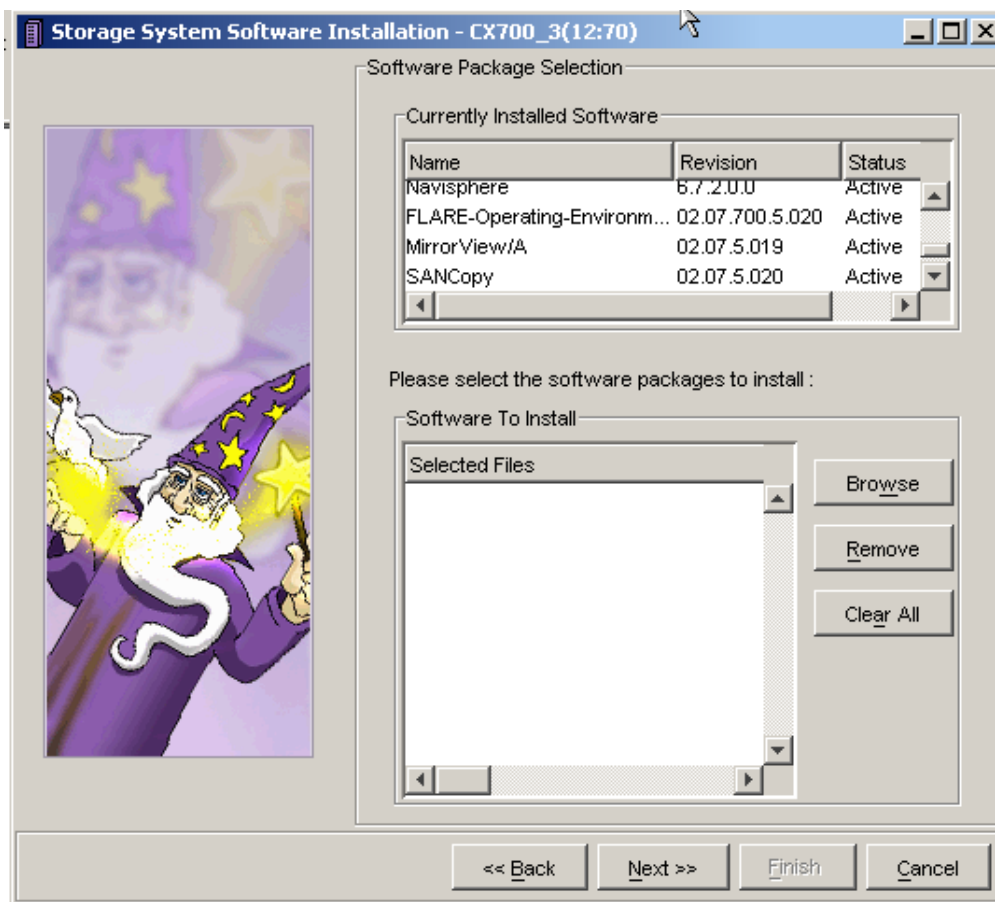 Storage System Software Installation - CX700_3(12:70)
Software Package Selection
Currently Installed Software
Name Revision Status
Navisphere 6.7.2.0.0 Active
FLARE-Operating-Environm... 02.07.700.5.020 Active
MirrorView/A 02.07.5.019 Active
SANCopy 02.07.5.020 Active
Please select the software packages to install :
Software To Install
Selected Files
Browse
Remove
Clear All
<< Back Next >> Finish Cancel